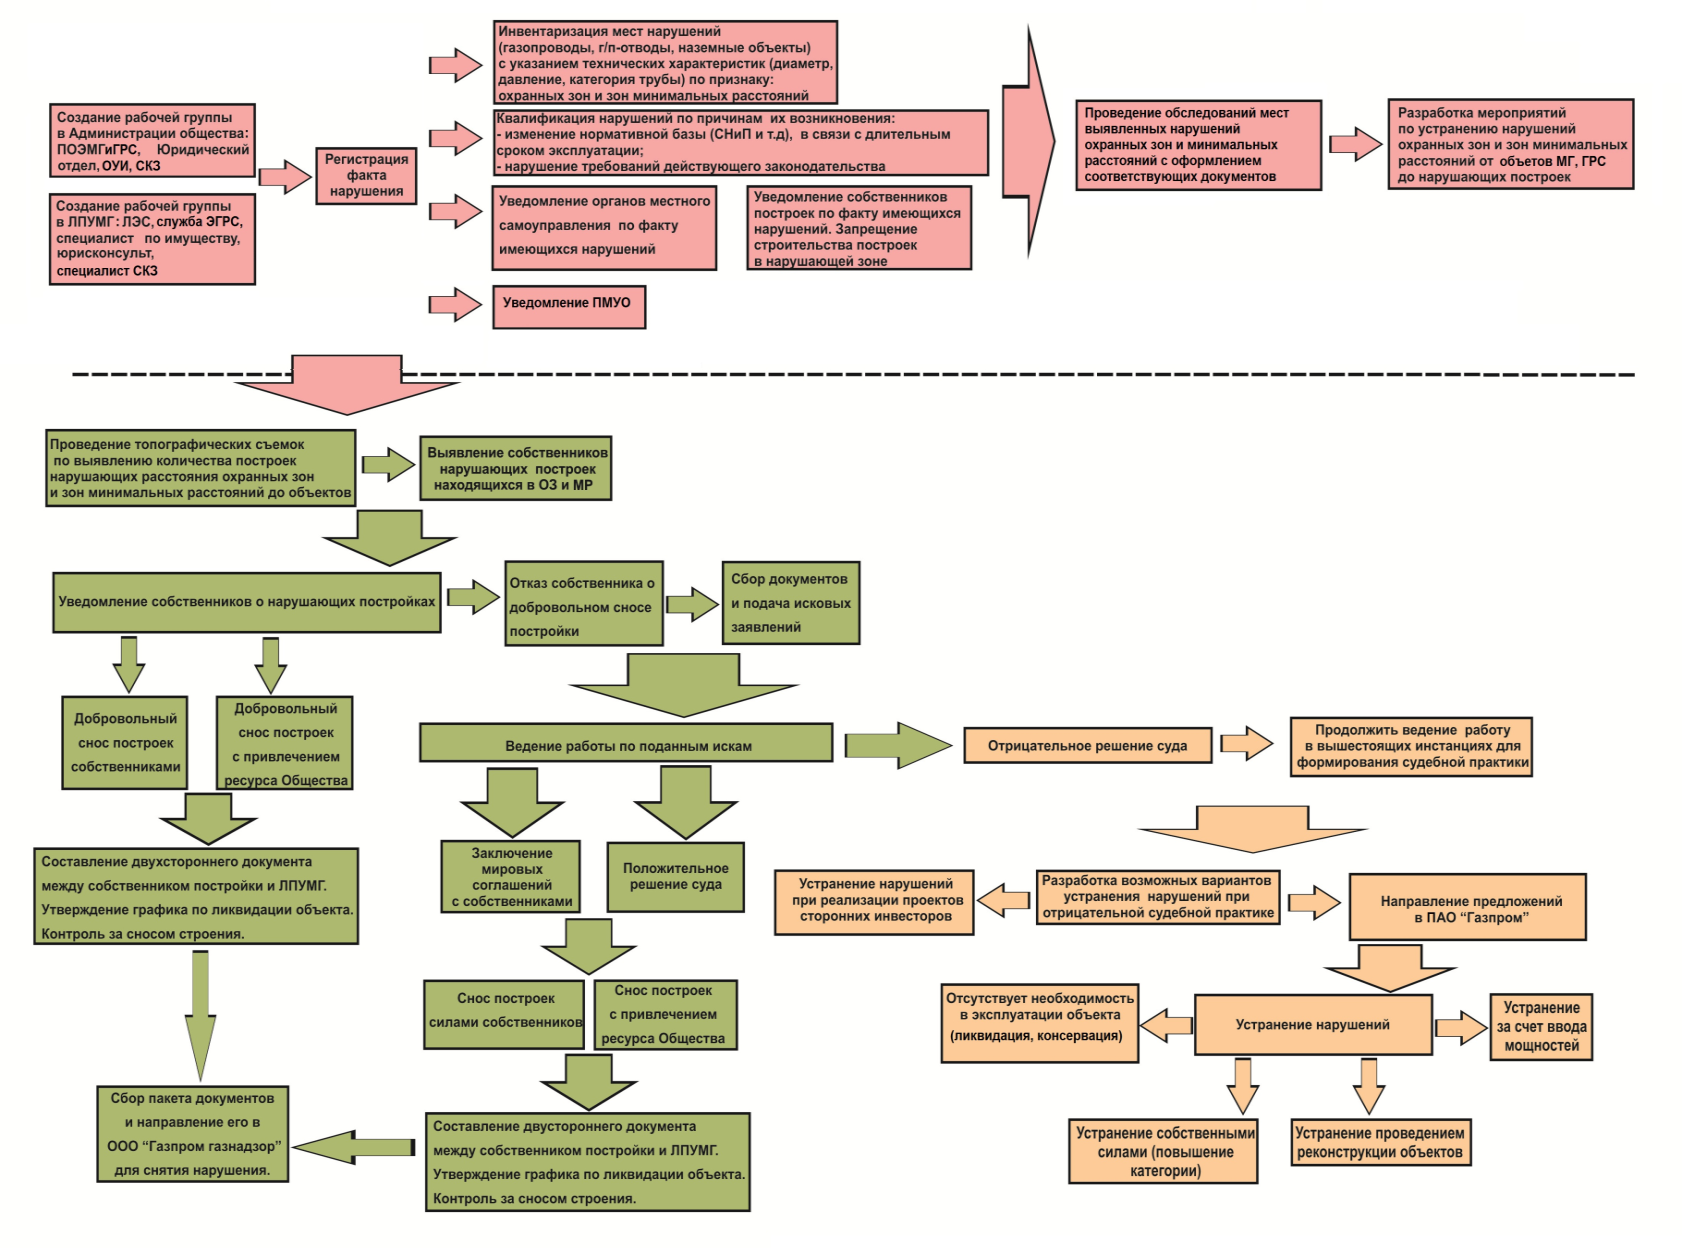 Создание рабочей группы
в Администрации общества:
ПОЭМГиГРС, Юридический
отдел, ОУИ, СКЗ
Создание рабочей группы
в ЛПУМГ: ЛЭС, служба ЭГРС,
специалист по имуществу,
юрисконсульт,
специалист СКЗ
Регистрация
факта
нарушения
Инвентаризация мест нарушений
(газопроводы, г/п-отводы, наземные объекты)
с указанием технических характеристик (диаметр,
давление, категория трубы) по признаку:
охранных зон и зон минимальных расстояний
Квалификация нарушений по причинам их возникновения:
- изменение нормативной базы (СНиП и т.д), в связи с длительным
сроком эксплуатации;
- нарушение требований действующего законодательства
Уведомление органов местного
самоуправления по факту
имеющихся нарушений
Уведомление собственников
построек по факту имеющихся
нарушений. Запрещение
строительства построек
в нарушающей зоне
Уведомление ПМУО
Проведение обследований мест
выявленных нарушений
охранных зон и минимальных
расстояний с оформлением
соответствующих документов
Разработка мероприятий
по устранению нарушений
охранных зон и зон минимальных
расстояний от объетов МГ, ГРС
до нарушающих построек
Проведение топографических съемок
по выявлению количества построек
нарушающих расстояния охранных зон
и зон минимальных расстояний до объектов
Выявление собственников
нарушающих построек
находящихся в ОЗ и МР
Уведомление собственников о нарушающих постройках
Отказ собственника о
добровольном сносе
постройки
Сбор документов
и подача исковых
заявлений
Добровольный
снос построек
собственниками
Добровольный
снос построек
с привлечением
ресурса Общества
Ведение работы по поданным искам
Отрицательное решение суда
Продолжить ведение работу
в вышестоящих инстанциях для
формирования судебной практики
Составление двухстороннего документа
между собственником постройки и ЛПУМГ.
Утверждение графика по ликвидации объекта.
Контроль за сносом строения.
Заключение
мировых
соглашений
с собственниками
Положительное
решение суда
Устранение нарушений
при реализации проектов
сторонних инвесторов
Разработка возможных вариантов
устранения нарушений при
отрицательной судебной практике
Направление предложений
в ПАО “Газпром”
Снос построек
силами собственников
Снос построек
с привлечением
ресурса Общества
Отсутствует необходимость
в эксплуатации объекта
(ликвидация, консервация)
Устранение нарушений
Устранение
за счет ввода
мощностей
Сбор пакета документов
и направление его в
ООО “Газпром газнадзор”
для снятия нарушения.
Составление двустороннего документа
между собственником постройки и ЛПУМГ.
Утверждение графика по ликвидации объекта.
Контроль за сносом строения.
Устранение собственными
силами (повышение
категории)
Устранение проведением
реконструкции объектов